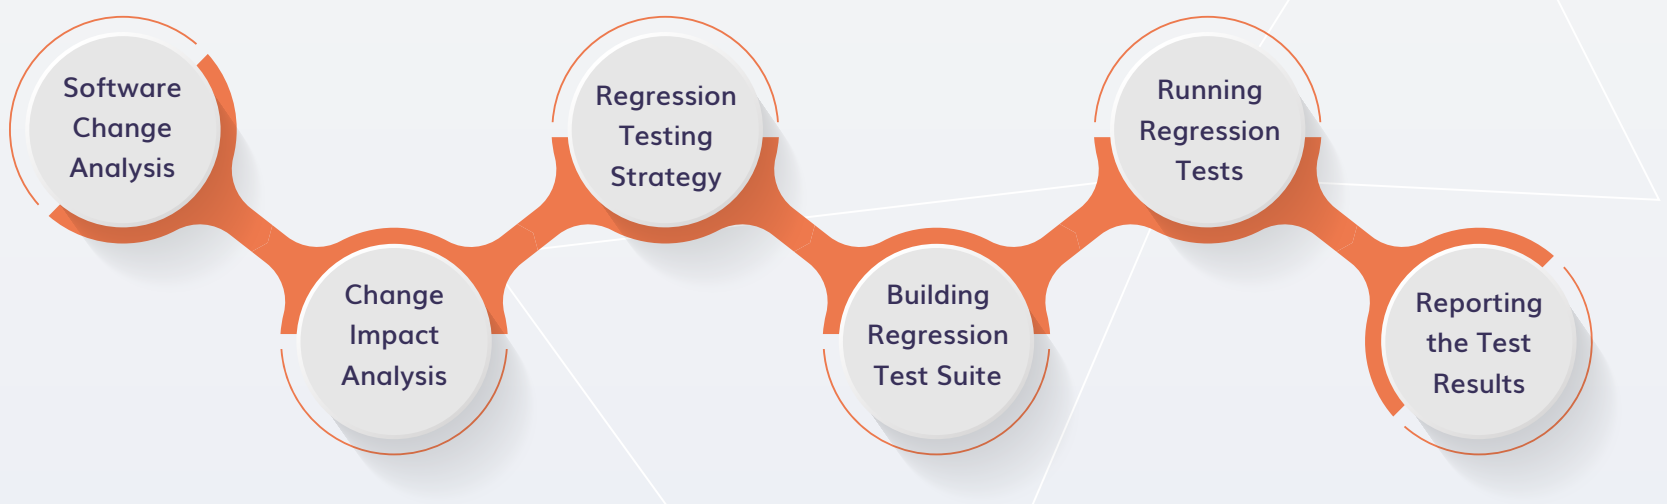 Software
Change
Analysis
Change
Impact
Analysis
Regression
Testing
Strategy
Building
Regression
Test Suite
Running
Regression
Tests
Reporting
the Test
Results